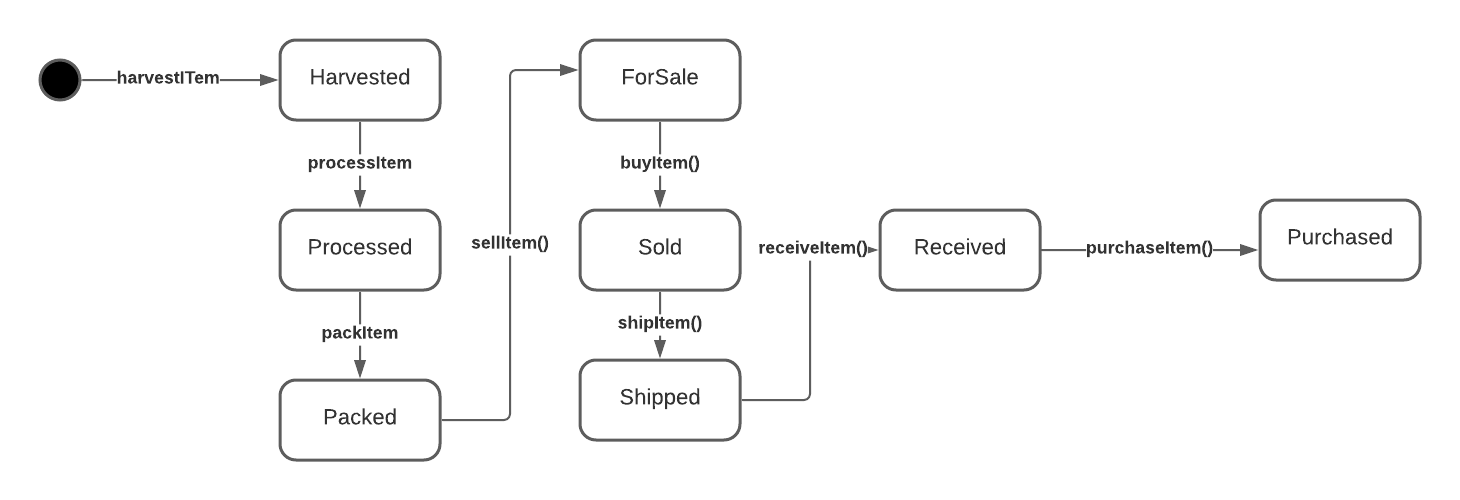 harvestITem
Harvested
processItem
Processed
packItem
Packed
sellItem()
ForSale
buyItem()
Sold
shipItem()
Shipped
receiveItem()
Received
purchaseItem()
Purchased